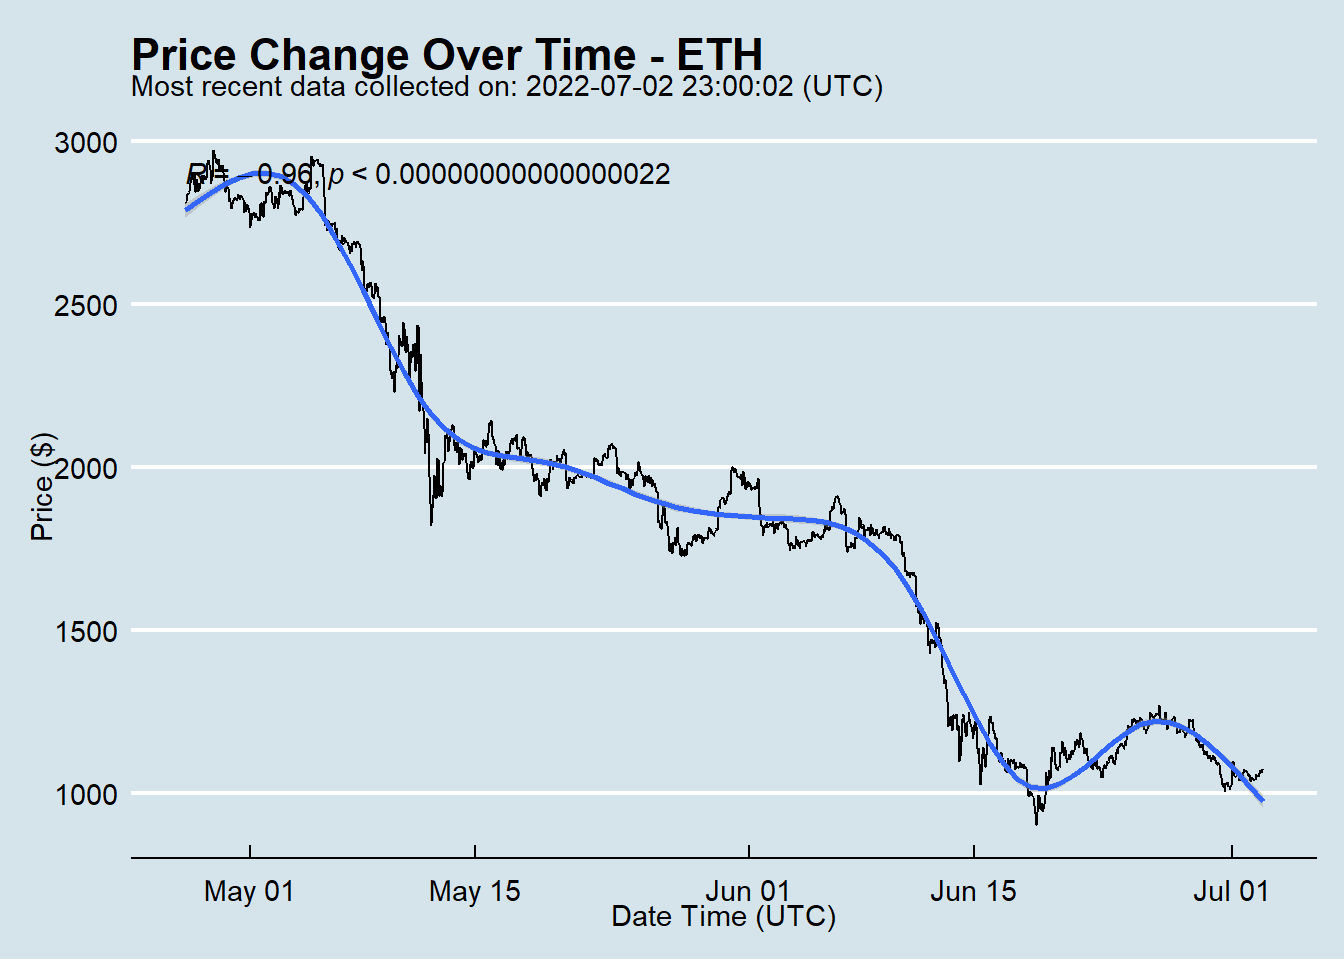 Price Change Over Time - ETH
Most recent data collected on: 2022-07-02 23:00:02 (UTC)
R = −0.96, p < 0.00000000000000022
3000
2500
2000
1500
1000
Price ($)
May 01 May 15 Jun 01 Jun 15 Jul 01
Date Time (UTC)